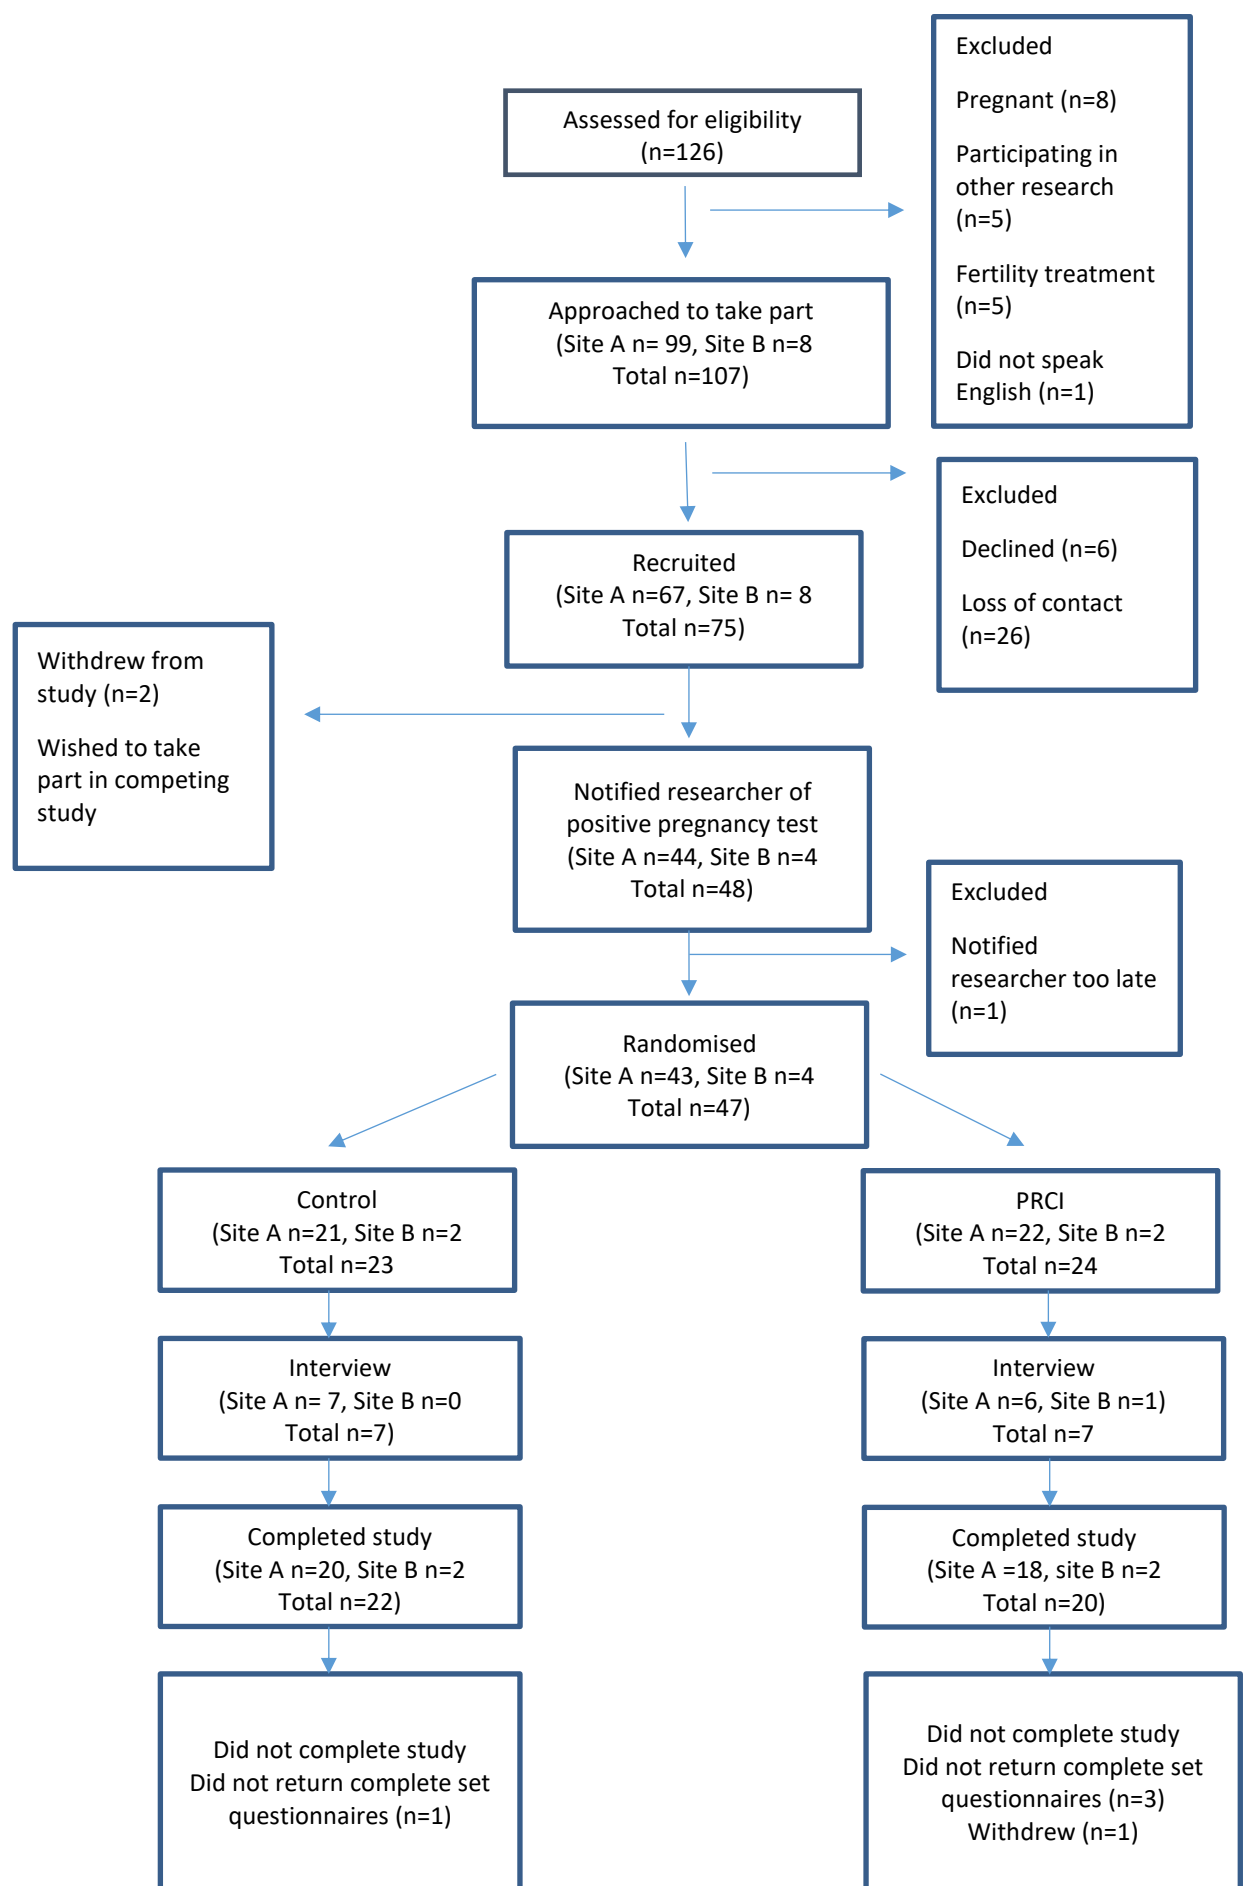 Assessed for eligibility
(n=126)
Excluded
Pregnant (n=8)
Participating in
other research
(n=5)
Fertility treatment
(n=5)
Did not speak
English (n=1)
Approached to take part
(Site A n= 99, Site B n=8
Total n=107)
Excluded
Declined (n=6)
Loss of contact
(n=26)
Recruited
(Site A n=67, Site B n= 8
Total n=75)
Withdrew from
study (n=2)
Wished to take
part in competing
study
Notified researcher of
positive pregnancy test
(Site A n=44, Site B n=4
Total n=48)
Excluded
Notified
researcher too late
(n=1)
Randomised
(Site A n=43, Site B n=4
Total n=47)
Control
(Site A n=21, Site B n=2
Total n=23
PRCI
(Site A n=22, Site B n=2
Total n=24
Interview
(Site A n= 7, Site B n=0
Total n=7)
Interview
(Site A n=6, Site B n=1)
Total n=7
Completed study
(Site A n=20, Site B n=2
Total n=22)
Completed study
(Site A =18, site B n=2
Total n=20)
Did not complete study
Did not return complete set
questionnaires (n=1)
Did not complete study
Did not return complete set
questionnaires (n=3)
Withdrew (n=1)